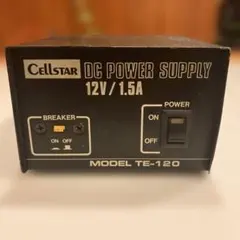 CELLSTAR DC POWER SUPPLY
12V/1.5A
BREAKER
ON OFF
POWER
ON
OFF
MODEL TE-120